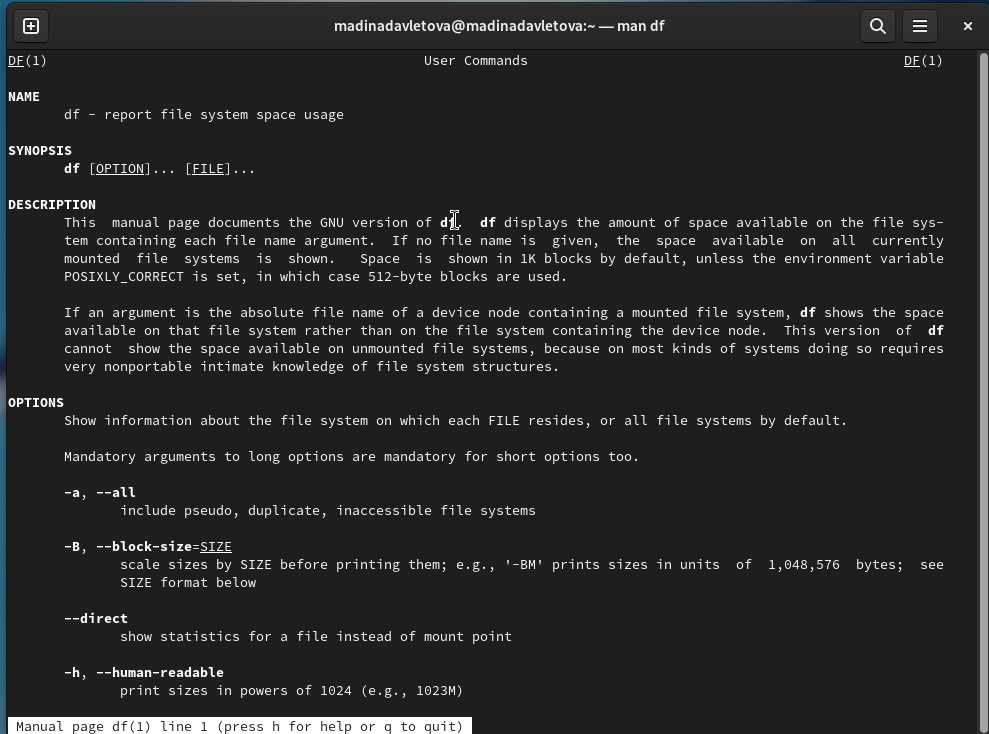 madinadavletova@madinadavletova:~ — man df
DF(1) User Commands DF(1)
NAME
df - report file system space usage
SYNOPSIS
df [OPTION]... [FILE]...
DESCRIPTION
This manual page documents the GNU version of df. df displays the amount of space available on the file sys-
tem containing each file name argument. If no file name is given, the space available on all currently
mounted file systems is shown. Space is shown in 1K blocks by default, unless the environment variable
POSIXLY_CORRECT is set, in which case 512-byte blocks are used.
If an argument is the absolute file name of a device node containing a mounted file system, df shows the space
available on that file system rather than on the file system containing the device node. This version of df
cannot show the space available on unmounted file systems, because on most kinds of systems doing so requires
very nonportable intimate knowledge of file system structures.
OPTIONS
Show information about the file system on which each FILE resides, or all file systems by default.
Mandatory arguments to long options are mandatory for short options too.
-a, --all
include pseudo, duplicate, inaccessible file systems
-B, --block-size=SIZE
scale sizes by SIZE before printing them; e.g., '-BM' prints sizes in units of 1,048,576 bytes; see
SIZE format below
--direct
show statistics for a file instead of mount point
-h, --human-readable
print sizes in powers of 1024 (e.g., 1023M)
Manual page df(1) line 1 (press h for help or q to quit)